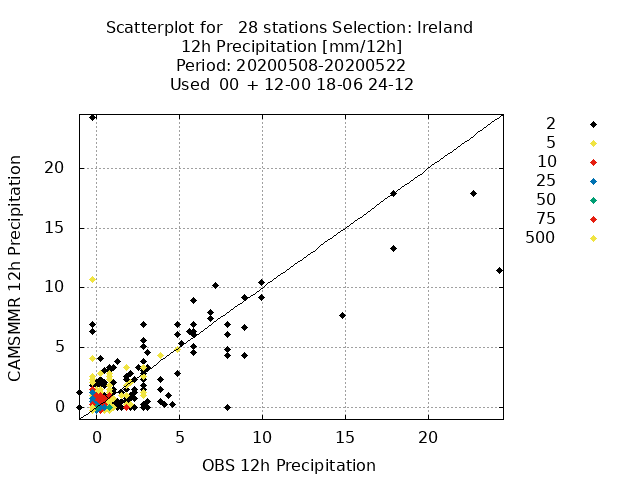 Scatterplot for   28 stations Selection: Ireland
12h Precipitation [mm/12h]
Period: 20200508-20200522
Used  00 + 12-00 18-06 24-12
2
5
10
25
50
75
500
20
15
10
5
0
CAMSMMR 12h Precipitation
0 5 10 15 20
OBS 12h Precipitation